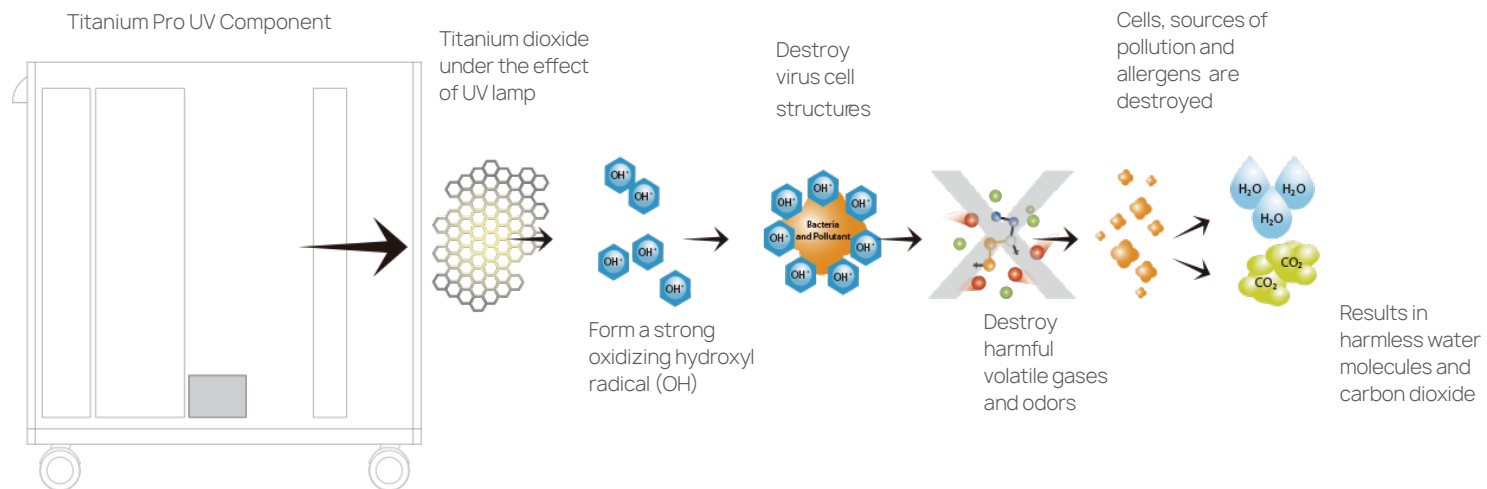 Titanium Pro UV Component
Titanium dioxide
under the effect
of UV lamp
OH•
OH•
OH•
OH•
OH•
Form a strong
oxidizing hydroxyl
radical (OH)
Destroy
virus cell
structures
OH•
OH•
OH•
OH•
OH•
OH•
OH•
Bacteria
and Pollutant
Destroy
harmful
volatile gases
and odors
Cells, sources of
pollution and
allergens are
destroyed
H₂O
H₂O
H₂O
CO₂
CO₂
Results in
harmless water
molecules and
carbon dioxide